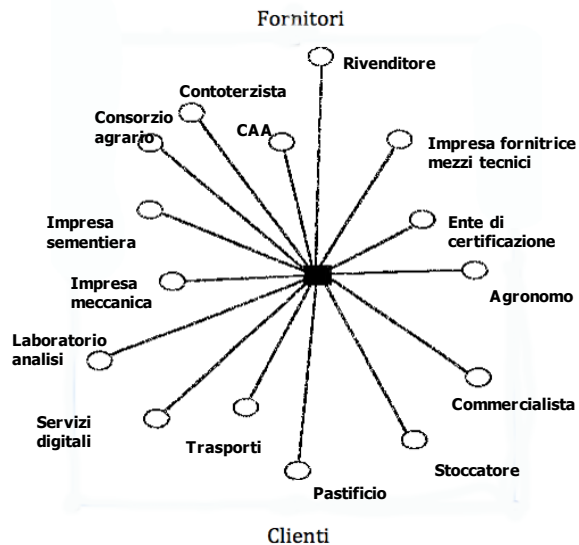 Fornitori
Rivenditore
Contoterzista
Consorzio
agrario
CAA
Impresa fornitrice
mezzi tecnici
Impresa
sementiera
Ente di
certificazione
Impresa
meccanica
Agronomo
Laboratorio
analisi
Commercialista
Servizi
digitali
Trasporti
Stoccatore
Pastificio
Clienti